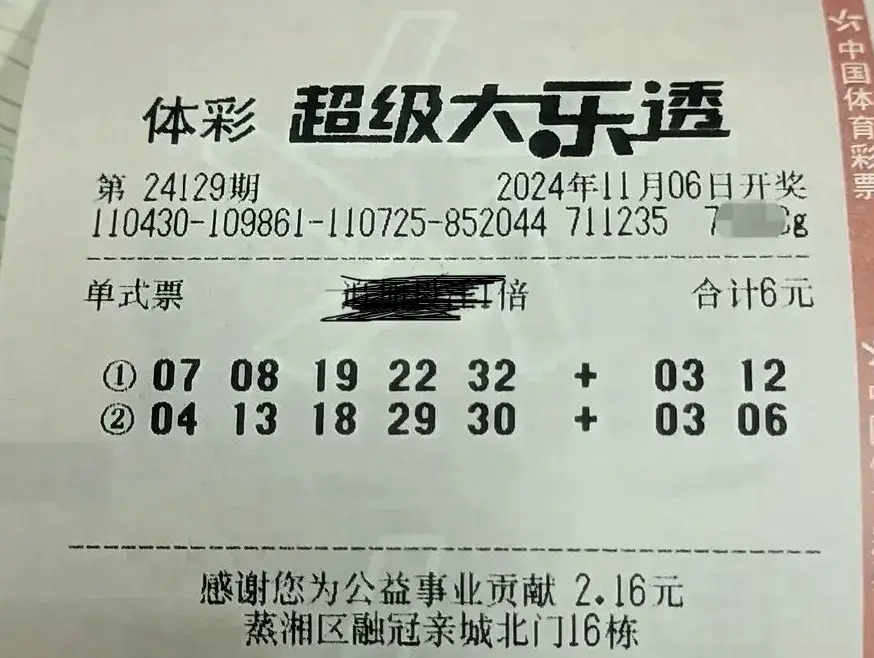 体彩 超级大乐透
第 24129期 2024年11月06日开奖
110430-109861-110725-852044 711235 7 g
单式票 1倍 合计6元
① 07 08 19 22 32 + 03 12
② 04 13 18 29 30 + 03 06
感谢您为公益事业贡献 2.16元
蒸湘区融冠亲城北门16栋
中国体育彩票